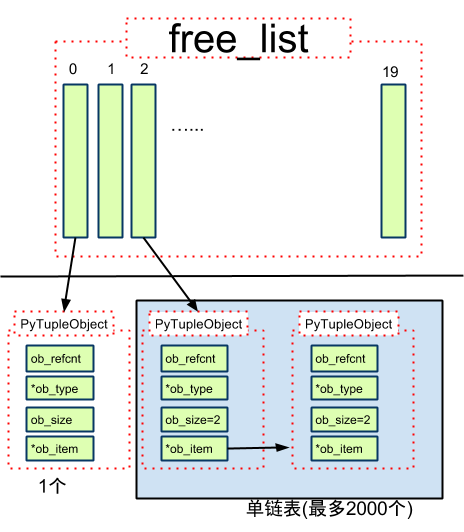 free_list
0 1 2 19
......
PyTupleObject PyTupleObject PyTupleObject
ob_refcnt ob_refcnt ob_refcnt
*ob_type *ob_type *ob_type
ob_size ob_size=2 ob_size=2
*ob_item *ob_item *ob_item
1个
单链表(最多2000个)